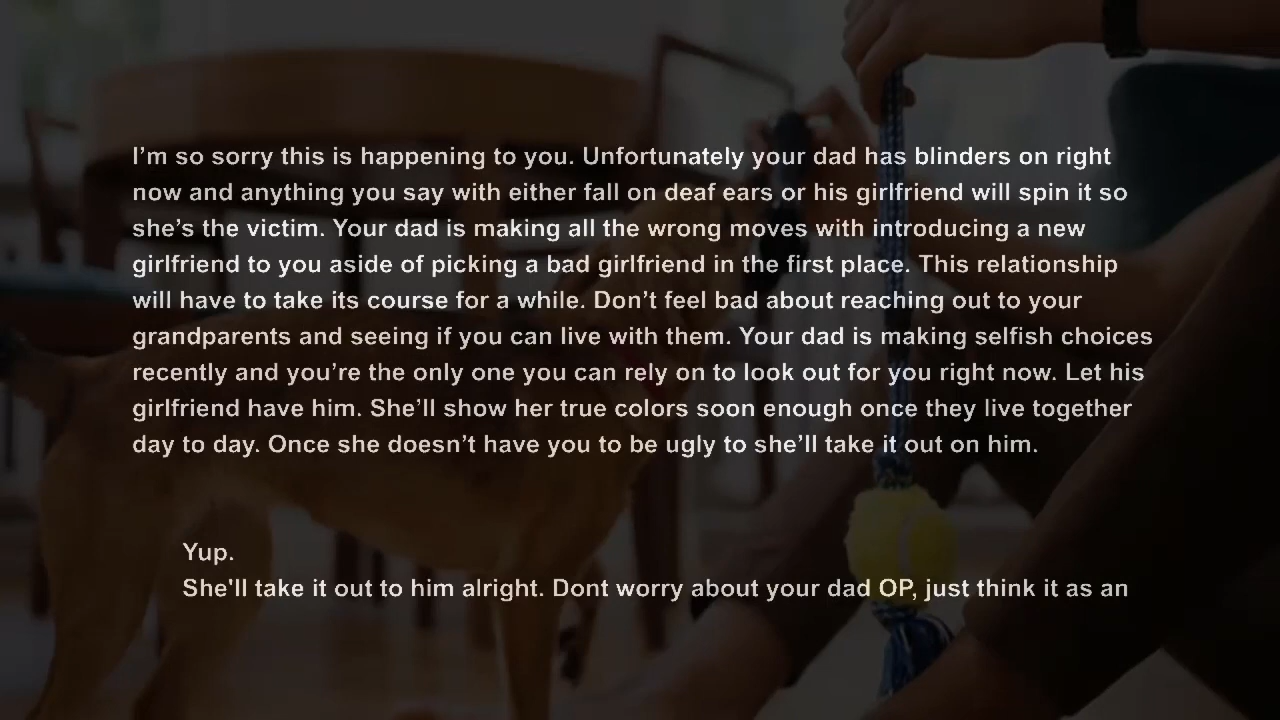 I’m so sorry this is happening to you. Unfortunately your dad has blinders on right
now and anything you say with either fall on deaf ears or his girlfriend will spin it so
she’s the victim. Your dad is making all the wrong moves with introducing a new
girlfriend to you aside of picking a bad girlfriend in the first place. This relationship
will have to take its course for a while. Don’t feel bad about reaching out to your
grandparents and seeing if you can live with them. Your dad is making selfish choices
recently and you’re the only one you can rely on to look out for you right now. Let his
girlfriend have him. She’ll show her true colors soon enough once they live together
day to day. Once she doesn’t have you to be ugly to she’ll take it out on him.
Yup.
She'll take it out to him alright. Dont worry about your dad OP, just think it as an